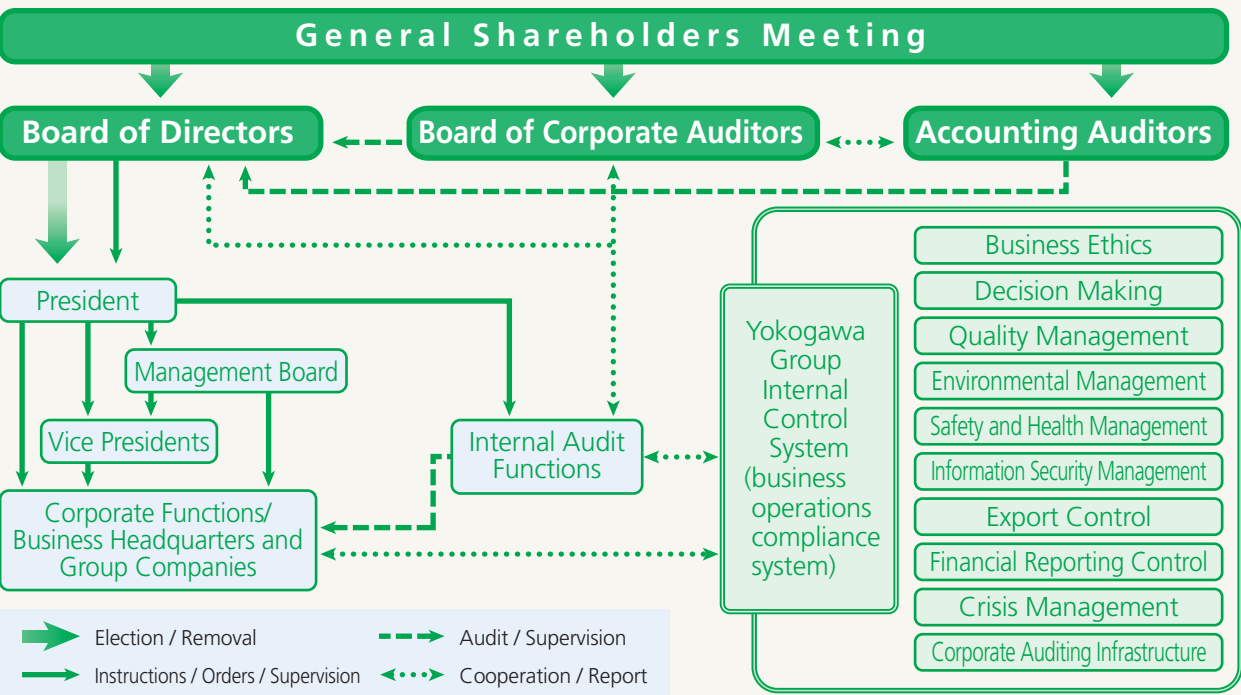 General Shareholders Meeting
Board of Directors
Board of Corporate Auditors
Accounting Auditors
President
Management Board
Vice Presidents
Corporate Functions/
Business Headquarters and
Group Companies
Internal Audit
Functions
Yokogawa
Group
Internal
Control
System
(business
operations
compliance
system)
Business Ethics
Decision Making
Quality Management
Environmental Management
Safety and Health Management
Information Security Management
Export Control
Financial Reporting Control
Crisis Management
Corporate Auditing Infrastructure
Election / Removal
Audit / Supervision
Instructions / Orders / Supervision
Cooperation / Report